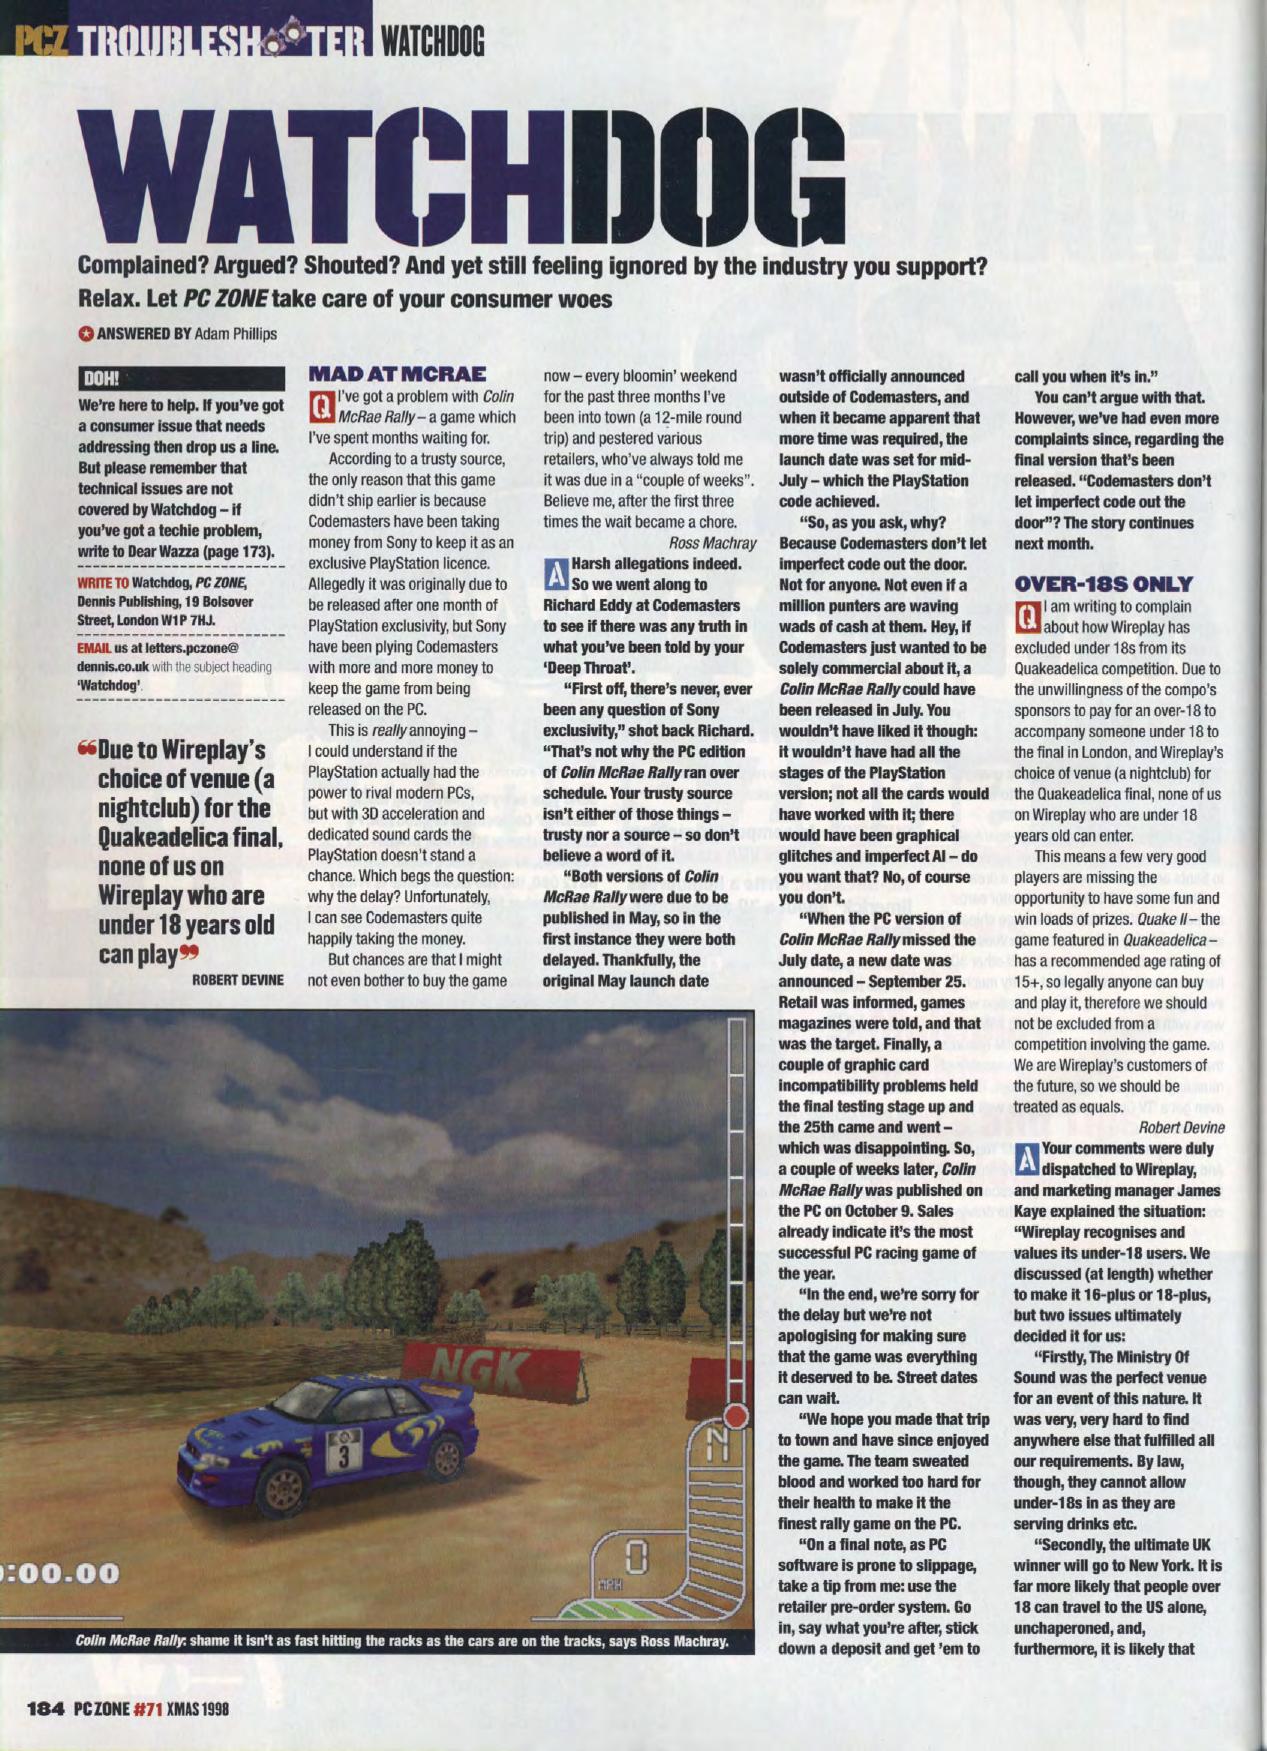 PCZ TROUBLESHOOTER WATCHDOG
WATCHDOG
Complained? Argued? Shouted? And yet still feeling ignored by the industry you support?
Relax. Let PC ZONE take care of your consumer woes
ANSWERED BY Adam Phillips
DOH!
We're here to help. If you've got
a consumer issue that needs
addressing then drop us a line.
But please remember that
technical issues are not
covered by Watchdog – if
you've got a techie problem,
write to Dear Wazza (page 173).
WRITE TO Watchdog, PC ZONE,
Dennis Publishing, 19 Bolsover
Street, London W1P 7HJ.
EMAIL us at letters.pczone@
dennis.co.uk with the subject heading
'Watchdog'.
“Due to Wireplay's
choice of venue (a
nightclub) for the
Quakeadelica final,
none of us on
Wireplay who are
under 18 years old
can play”
ROBERT DEVINE
MAD AT MCRAE
Q I've got a problem with Colin
McRae Rally – a game which
I've spent months waiting for.
According to a trusty source,
the only reason that this game
didn't ship earlier is because
Codemasters have been taking
money from Sony to keep it as an
exclusive PlayStation licence.
Allegedly it was originally due to
be released after one month of
PlayStation exclusivity, but Sony
have been plying Codemasters
with more and more money to
keep the game from being
released on the PC.
This is really annoying –
I could understand if the
PlayStation actually had the
power to rival modern PCs,
but with 3D acceleration and
dedicated sound cards the
PlayStation doesn't stand a
chance. Which begs the question:
why the delay? Unfortunately,
I can see Codemasters quite
happily taking the money.
But chances are that I might
not even bother to buy the game
now – every bloomin' weekend
for the past three months I've
been into town (a 12-mile round
trip) and pestered various
retailers, who've always told me
it was due in a "couple of weeks".
Believe me, after the first three
times the wait became a chore.
Ross Machray
A Harsh allegations indeed.
So we went along to
Richard Eddy at Codemasters
to see if there was any truth in
what you've been told by your
'Deep Throat'.
"First off, there's never, ever
been any question of Sony
exclusivity," shot back Richard.
"That's not why the PC edition
of Colin McRae Rally ran over
schedule. Your trusty source
isn't either of those things –
trusty nor a source – so don't
believe a word of it.
"Both versions of Colin
McRae Rally were due to be
published in May, so in the
first instance they were both
delayed. Thankfully, the
original May launch date
wasn't officially announced
outside of Codemasters, and
when it became apparent that
more time was required, the
launch date was set for mid-
July – which the PlayStation
code achieved.
"So, as you ask, why?
Because Codemasters don't let
imperfect code out the door.
Not for anyone. Not even if a
million punters are waving
wads of cash at them. Hey, if
Codemasters just wanted to be
solely commercial about it, a
Colin McRae Rally could have
been released in July. You
wouldn't have liked it though:
it wouldn't have had all the
stages of the PlayStation
version; not all the cards would
have worked with it; there
would have been graphical
glitches and imperfect AI – do
you want that? No, of course
you don't.
"When the PC version of
Colin McRae Rally missed the
July date, a new date was
announced – September 25.
Retail was informed, games
magazines were told, and that
was the target. Finally, a
couple of graphic card
incompatibility problems held
the final testing stage up and
the 25th came and went –
which was disappointing. So,
a couple of weeks later, Colin
McRae Rally was published on
the PC on October 9. Sales
already indicate it's the most
successful PC racing game of
the year.
"In the end, we're sorry for
the delay but we're not
apologising for making sure
that the game was everything
it deserved to be. Street dates
can wait.
"We hope you made that trip
to town and have since enjoyed
the game. The team sweated
blood and worked too hard for
their health to make it the
finest rally game on the PC.
"On a final note, as PC
software is prone to slippage,
take a tip from me: use the
retailer pre-order system. Go
in, say what you're after, stick
down a deposit and get 'em to
call you when it's in."
You can't argue with that.
However, we've had even more
complaints since, regarding the
final version that's been
released. "Codemasters don't
let imperfect code out the
door"? The story continues
next month.
OVER-18S ONLY
Q I am writing to complain
about how Wireplay has
excluded under 18s from its
Quakeadelica competition. Due to
the unwillingness of the compo's
sponsors to pay for an over-18 to
accompany someone under 18 to
the final in London, and Wireplay's
choice of venue (a nightclub) for
the Quakeadelica final, none of us
on Wireplay who are under 18
years old can enter.
This means a few very good
players are missing the
opportunity to have some fun and
win loads of prizes. Quake II – the
game featured in Quakeadelica –
has a recommended age rating of
15+, so legally anyone can buy
and play it, therefore we should
not be excluded from a
competition involving the game.
We are Wireplay's customers of
the future, so we should be
treated as equals.
Robert Devine
A Your comments were duly
dispatched to Wireplay,
and marketing manager James
Kaye explained the situation:
"Wireplay recognises and
values its under-18 users. We
discussed (at length) whether
to make it 16-plus or 18-plus,
but two issues ultimately
decided it for us:
"Firstly, The Ministry Of
Sound was the perfect venue
for an event of this nature. It
was very, very hard to find
anywhere else that fulfilled all
our requirements. By law,
though, they cannot allow
under-18s in as they are
serving drinks etc.
"Secondly, the ultimate UK
winner will go to New York. It is
far more likely that people over
18 can travel to the US alone,
unchaperoned, and,
furthermore, it is likely that
NGK
3
N
0
MPH
:00.00
Colin McRae Rally: shame it isn't as fast hitting the racks as the cars are on the tracks, says Ross Machray.
184 PC ZONE #71 XMAS 1998